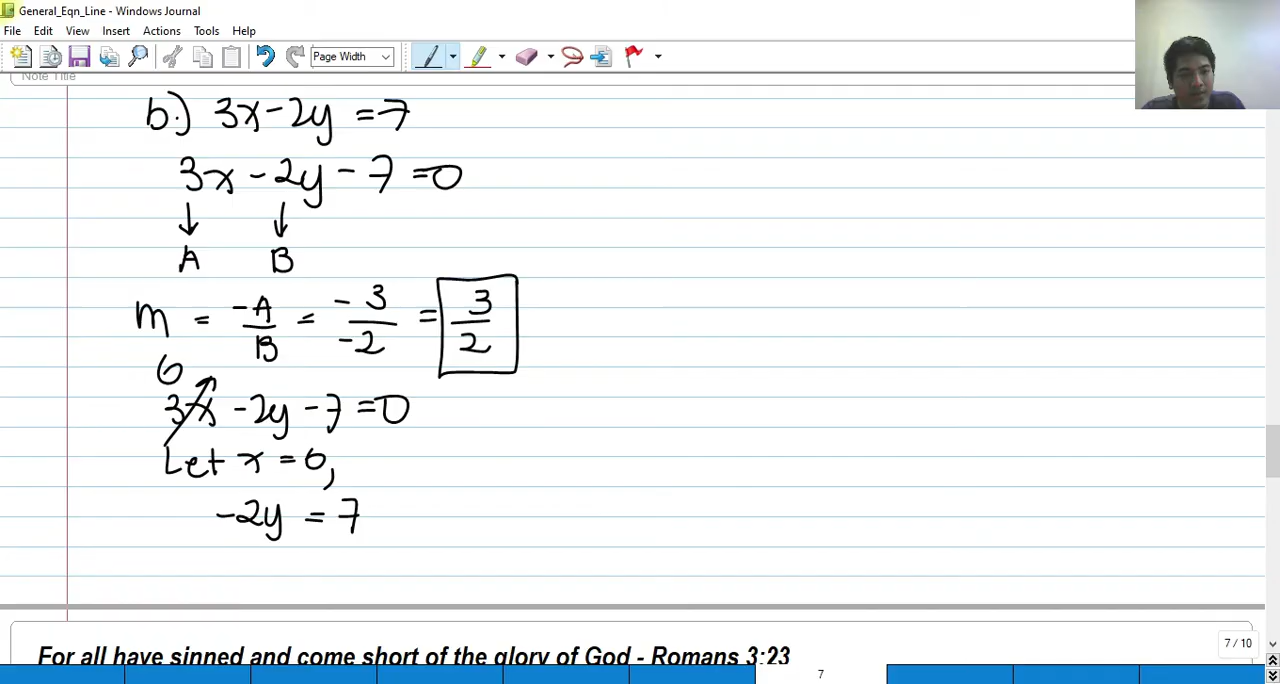 General_Eqn_Line - Windows Journal
File Edit View Insert Actions Tools Help
Page Width
Note Title
b.) 3x - 2y = 7
3x - 2y - 7 = 0
↓ ↓
A B
m = -A/B = -3/-2 = 3/2
0
3x - 2y - 7 = 0
Let x = 0,
-2y = 7
7 / 10
For all have sinned and come short of the glory of God - Romans 3:23
7